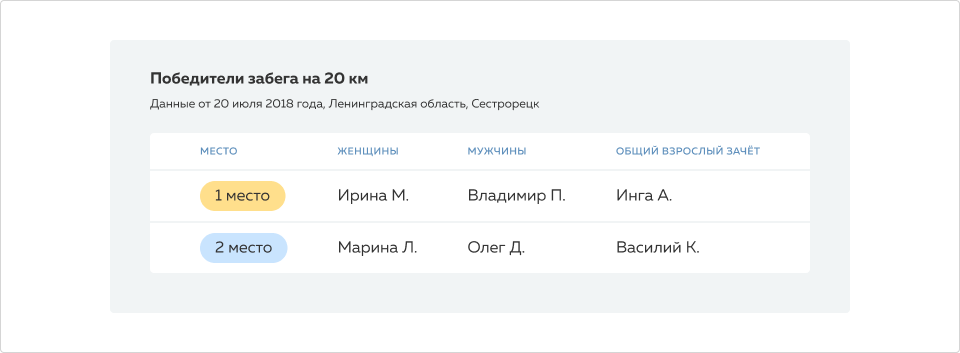 Победители забега на 20 км
Данные от 20 июля 2018 года, Ленинградская область, Сестрорецк
МЕСТО ЖЕНЩИНЫ МУЖЧИНЫ ОБЩИЙ ВЗРОСЛЫЙ ЗАЧЁТ
1 место Ирина М. Владимир П. Инга А.
2 место Марина Л. Олег Д. Василий К.